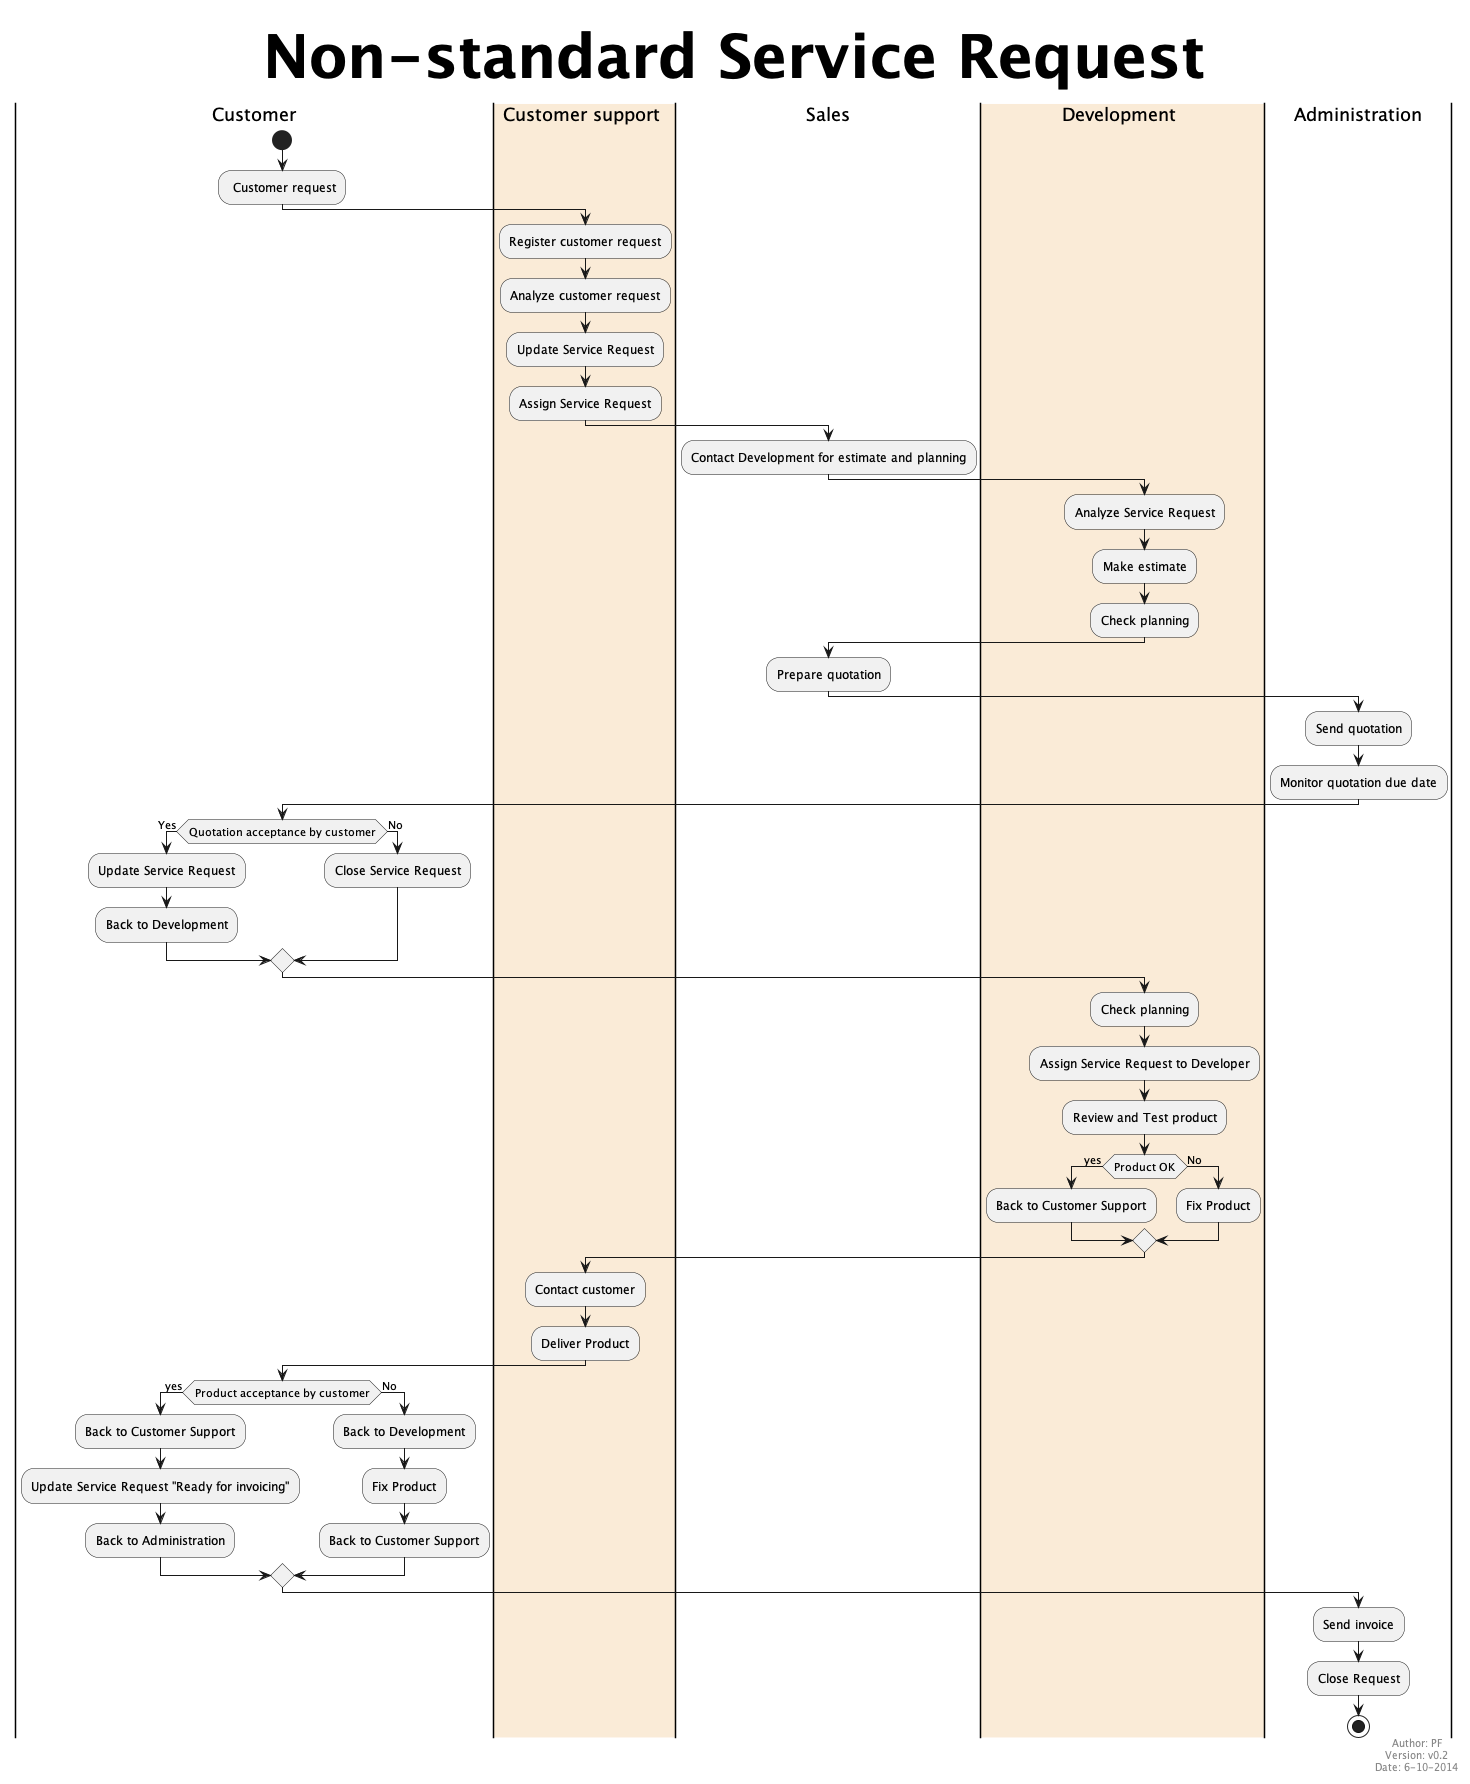 Non-standard Service Request
Customer
Customer support
Sales
Development
Administration
Customer request
Register customer request
Analyze customer request
Update Service Request
Assign Service Request
Contact Development for estimate and planning
Analyze Service Request
Make estimate
Check planning
Prepare quotation
Send quotation
Monitor quotation due date
Yes
Quotation acceptance by customer
No
Update Service Request
Close Service Request
Back to Development
Check planning
Assign Service Request to Developer
Review and Test product
yes
Product OK
No
Back to Customer Support
Fix Product
Contact customer
Deliver Product
yes
Product acceptance by customer
No
Back to Customer Support
Back to Development
Update Service Request "Ready for invoicing"
Fix Product
Back to Administration
Back to Customer Support
Send invoice
Close Request
Author: PF
Version: v0.2
Date: 6-10-2014